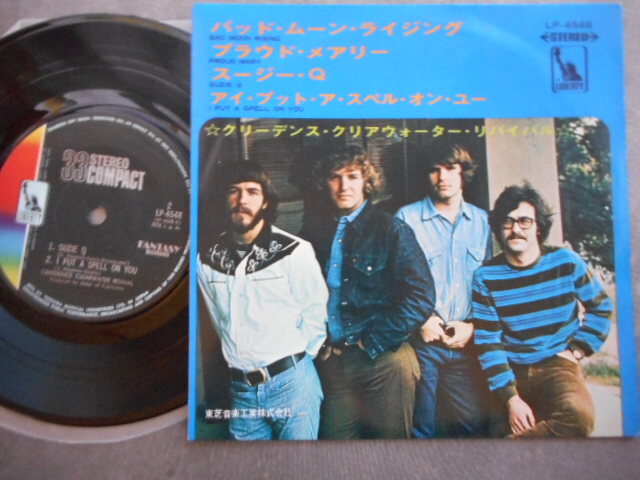 バッド・ムーン・ライジング
BAD MOON RISING
プラウド・メアリー
PROUD MARY
スージー・Q
SUZIE Q
アイ・プット・ア・スペル・オン・ユー
I PUT A SPELL ON YOU
LP-4548
STEREO
LIBERTY
☆クリーデンス・クリアウォーター・リバイバル☆
東芝音楽工業株式会社
33 STEREO
COMPACT
2
LP-4548
FANTASY
1. SUZIE Q
2. I PUT A SPELL ON YOU
CREEDENCE CLEARWATER REVIVAL